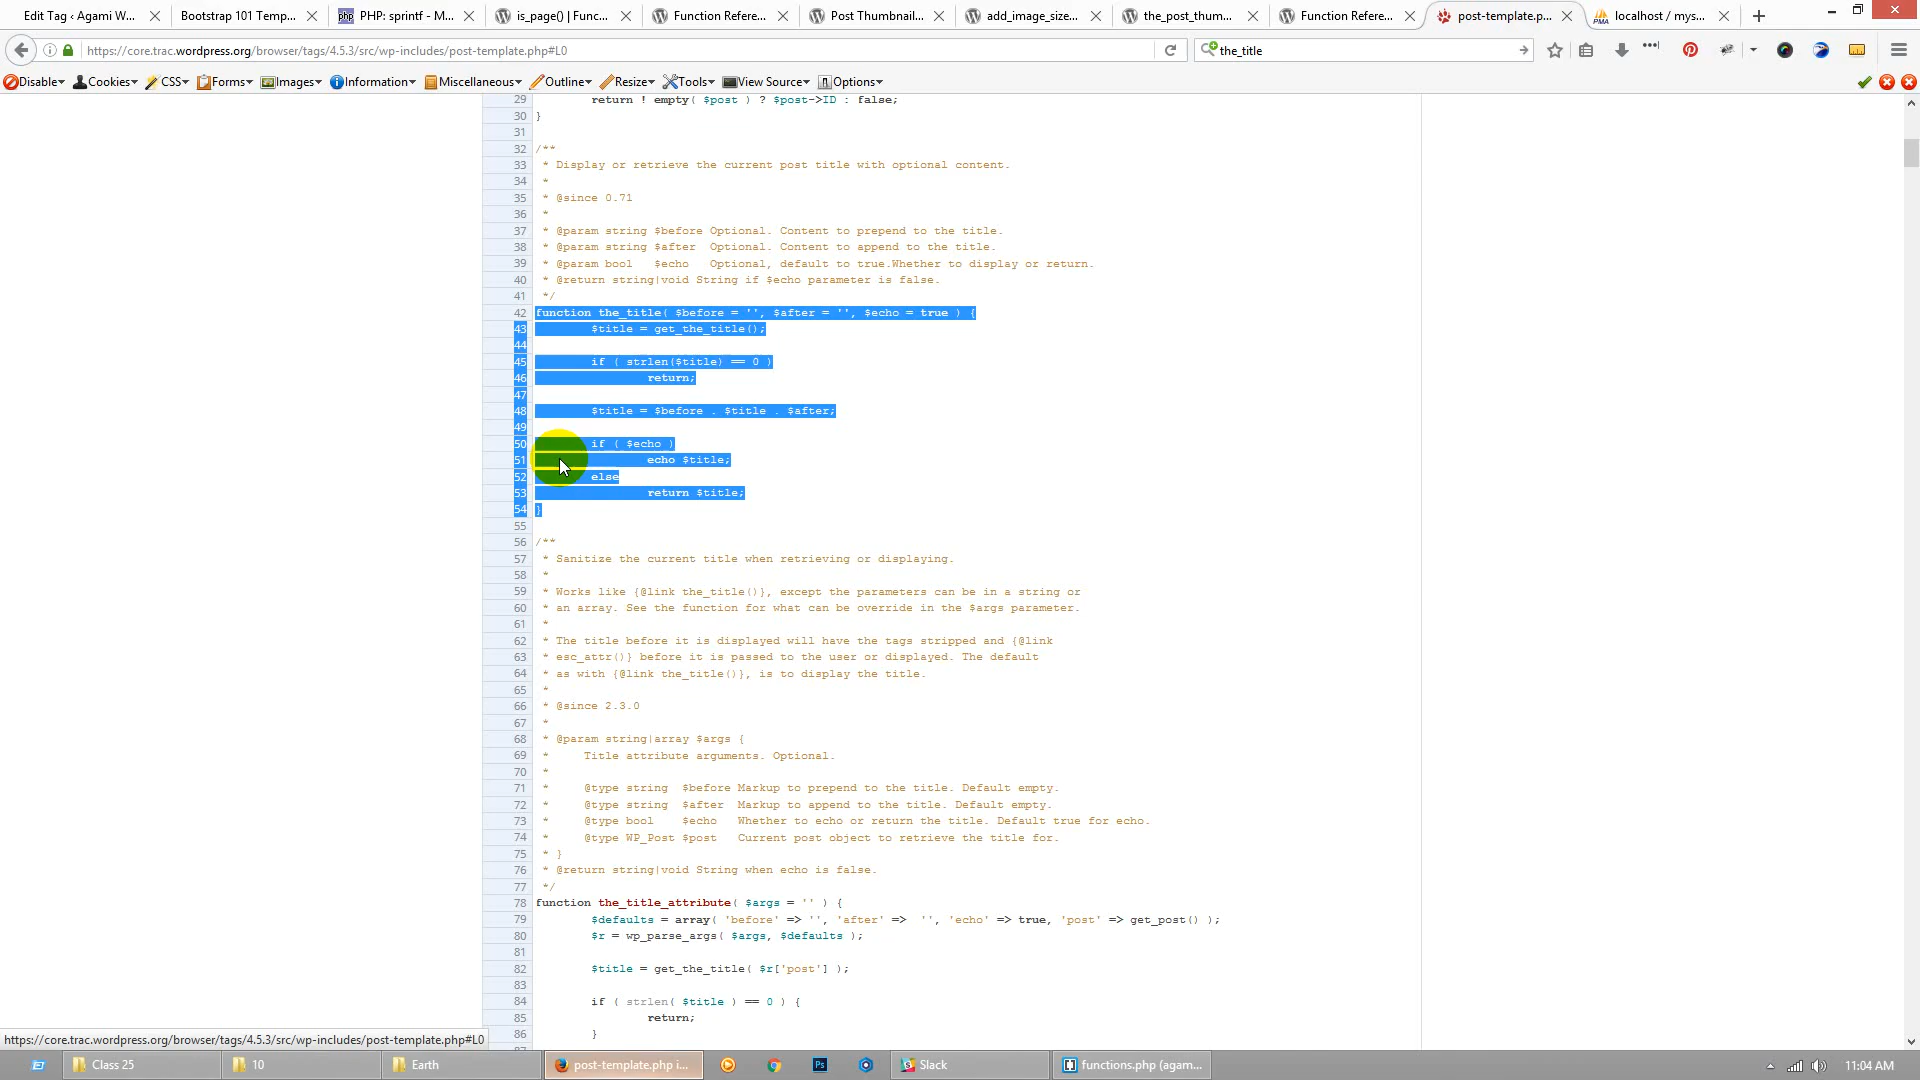 Edit Tag ‹ Agami W...
Bootstrap 101 Temp...
PHP: sprintf - M...
is_page() | Func...
Function Refere...
Post Thumbnail...
add_image_size...
the_post_thum...
Function Refere...
post-template.p...
localhost / mys...
https://core.trac.wordpress.org/browser/tags/4.5.3/src/wp-includes/post-template.php#L0
the_title
Disable
Cookies
CSS
Forms
Images
Information
Miscellaneous
Outline
Resize
Tools
View Source
Options
29 return ! empty( $post ) ? $post->ID : false;
30 }
31
32 /**
33 * Display or retrieve the current post title with optional content.
34 *
35 * @since 0.71
36 *
37 * @param string $before Optional. Content to prepend to the title.
38 * @param string $after Optional. Content to append to the title.
39 * @param bool $echo Optional, default to true.Whether to display or return.
40 * @return string|void String if $echo parameter is false.
41 */
42 function the_title( $before = '', $after = '', $echo = true ) {
43 $title = get_the_title();
44
45 if ( strlen($title) == 0 )
46 return;
47
48 $title = $before . $title . $after;
49
50 if ( $echo )
51 echo $title;
52 else
53 return $title;
54 }
55
56 /**
57 * Sanitize the current title when retrieving or displaying.
58 *
59 * Works like {@link the_title()}, except the parameters can be in a string or
60 * an array. See the function for what can be override in the $args parameter.
61 *
62 * The title before it is displayed will have the tags stripped and {@link
63 * esc_attr()} before it is passed to the user or displayed. The default
64 * as with {@link the_title()}, is to display the title.
65 *
66 * @since 2.3.0
67 *
68 * @param string|array $args {
69 * Title attribute arguments. Optional.
70 *
71 * @type string $before Markup to prepend to the title. Default empty.
72 * @type string $after Markup to append to the title. Default empty.
73 * @type bool $echo Whether to echo or return the title. Default true for echo.
74 * @type WP_Post $post Current post object to retrieve the title for.
75 * }
76 * @return string|void String when echo is false.
77 */
78 function the_title_attribute( $args = '' ) {
79 $defaults = array( 'before' => '', 'after' => '', 'echo' => true, 'post' => get_post() );
80 $r = wp_parse_args( $args, $defaults );
81
82 $title = get_the_title( $r['post'] );
83
84 if ( strlen( $title ) == 0 ) {
85 return;
86 }
https://core.trac.wordpress.org/browser/tags/4.5.3/src/wp-includes/post-template.php#L0
Class 25
10
Earth
post-template.php i...
Ps
Slack
functions.php (agam...
11:04 AM